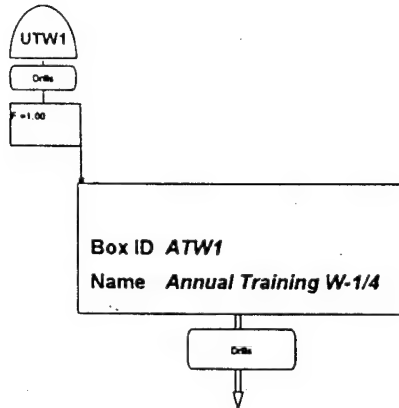 UTW1
Drills
F =1.00
Box ID ATW1
Name Annual Training W-1/4
Drills